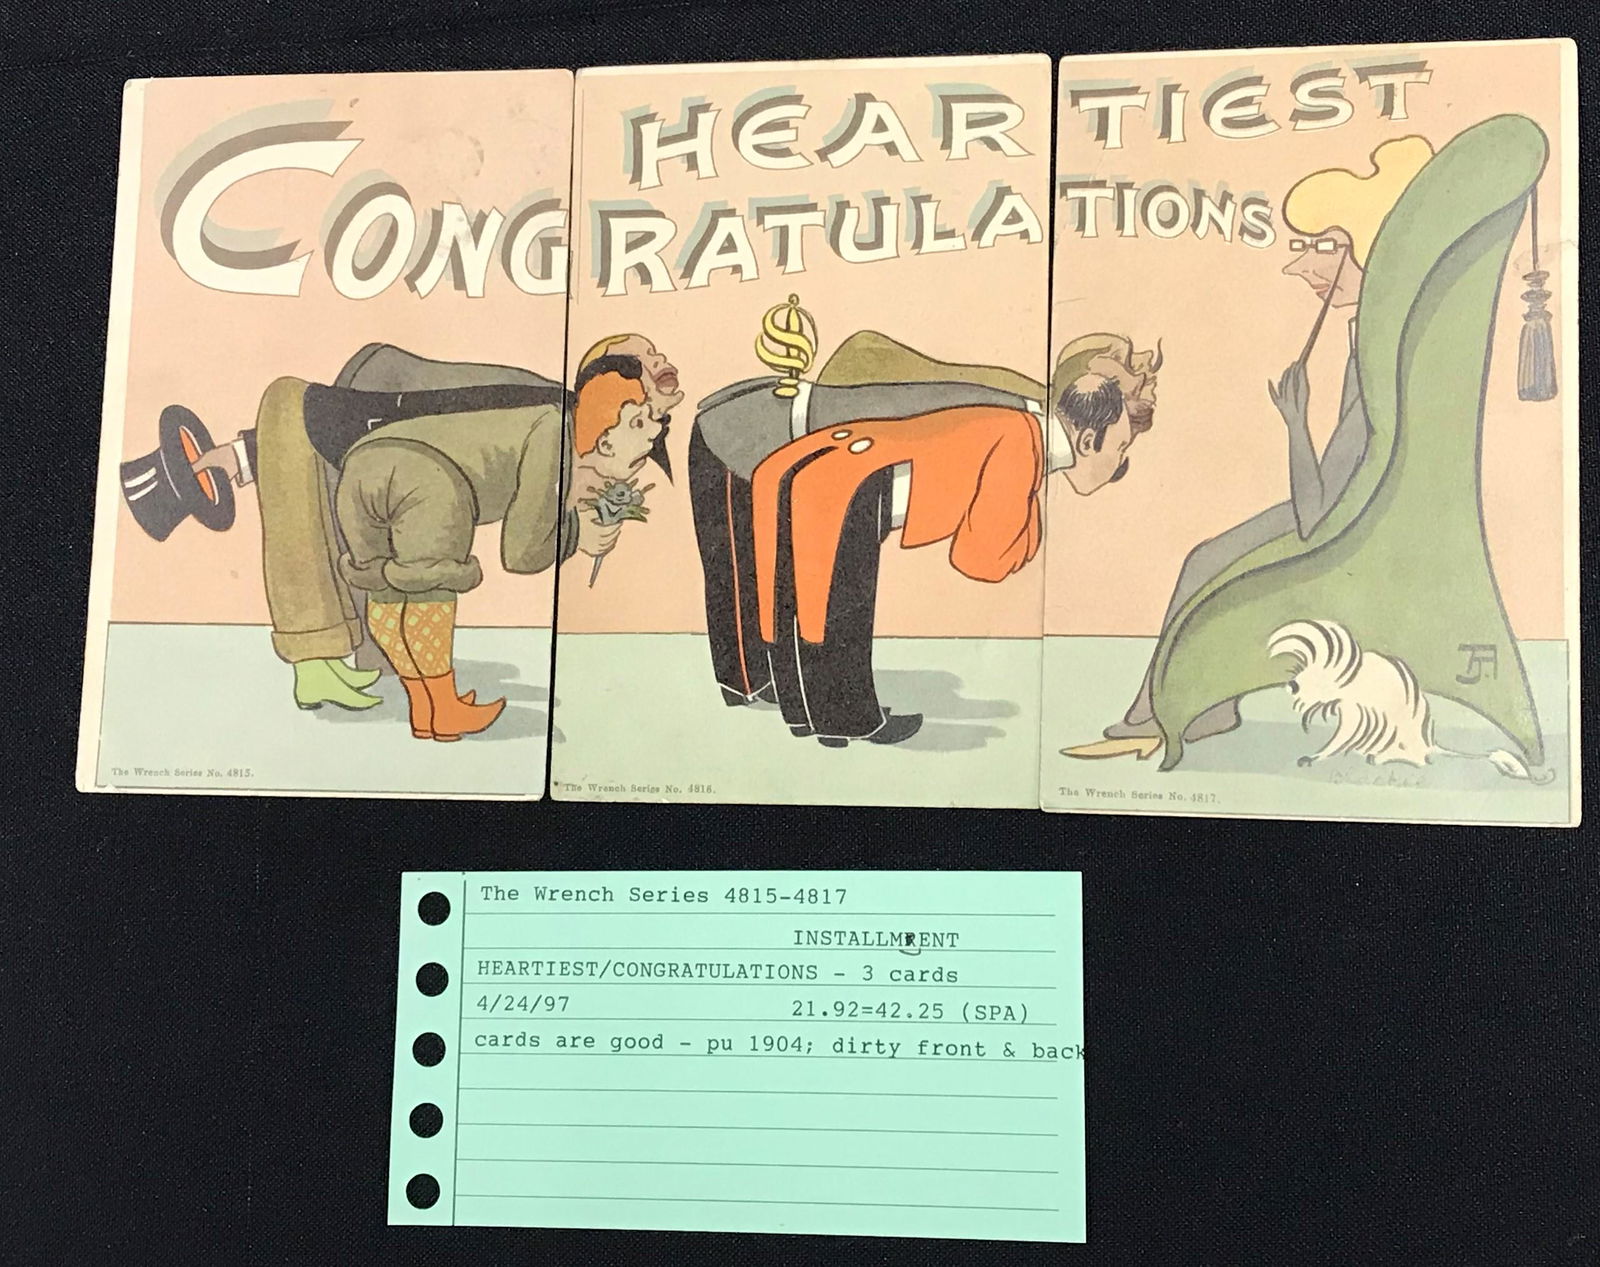 HEARTIEST
CONGRATULATIONS
The Wrench Series No. 4815.
The Wrench Series No. 4816.
The Wrench Series No. 4817.
The Wrench Series 4815-4817
INSTALLMENT
HEARTIEST/CONGRATULATIONS - 3 cards
4/24/97 21.92=42.25 (SPA)
cards are good - pu 1904; dirty front & back